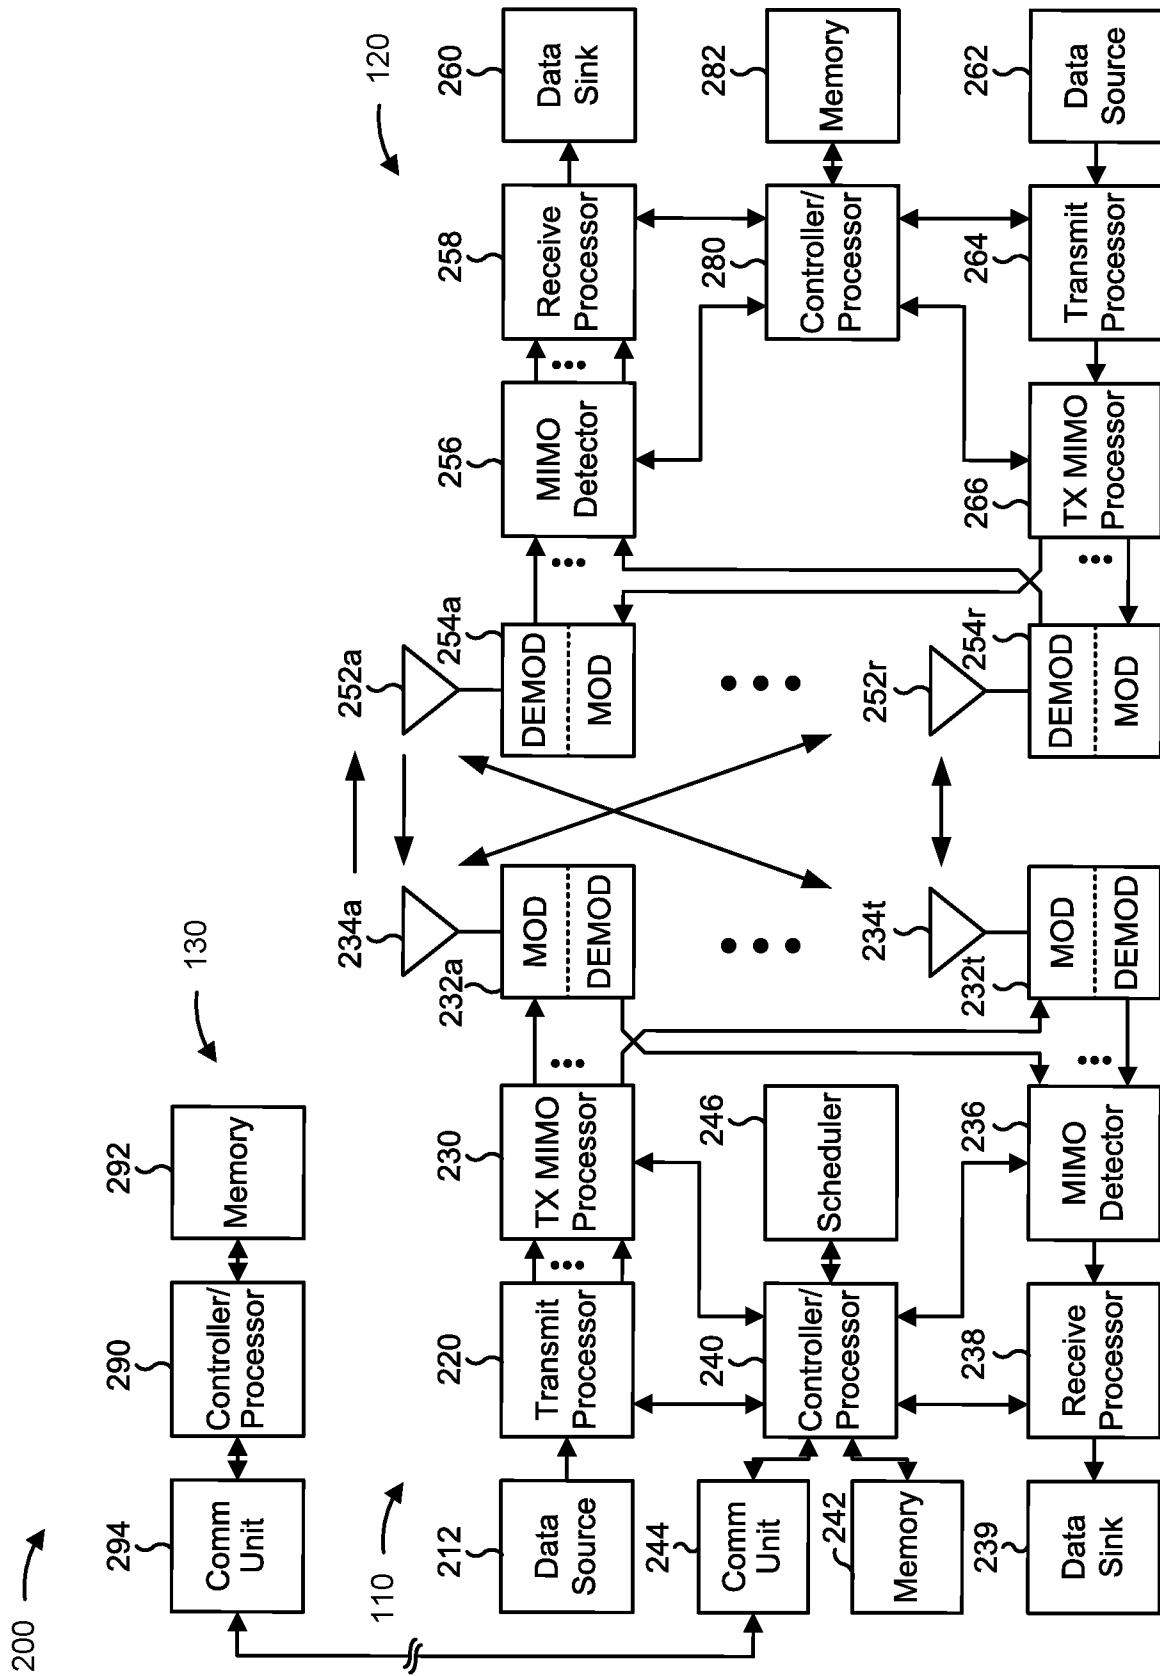 200
130
294
Comm
Unit
290
Controller/
Processor
292
Memory
110
120
212
Data
Source
220
Transmit
Processor
230
TX MIMO
Processor
232a
MOD
DEMOD
234a
252a
254a
DEMOD
MOD
256
MIMO
Detector
258
Receive
Processor
260
Data
Sink
244
Comm
Unit
242
Memory
240
Controller/
Processor
246
Scheduler
280
Controller/
Processor
282
Memory
239
Data
Sink
238
Receive
Processor
236
MIMO
Detector
232t
MOD
DEMOD
234t
252r
254r
DEMOD
MOD
266
TX MIMO
Processor
264
Transmit
Processor
262
Data
Source